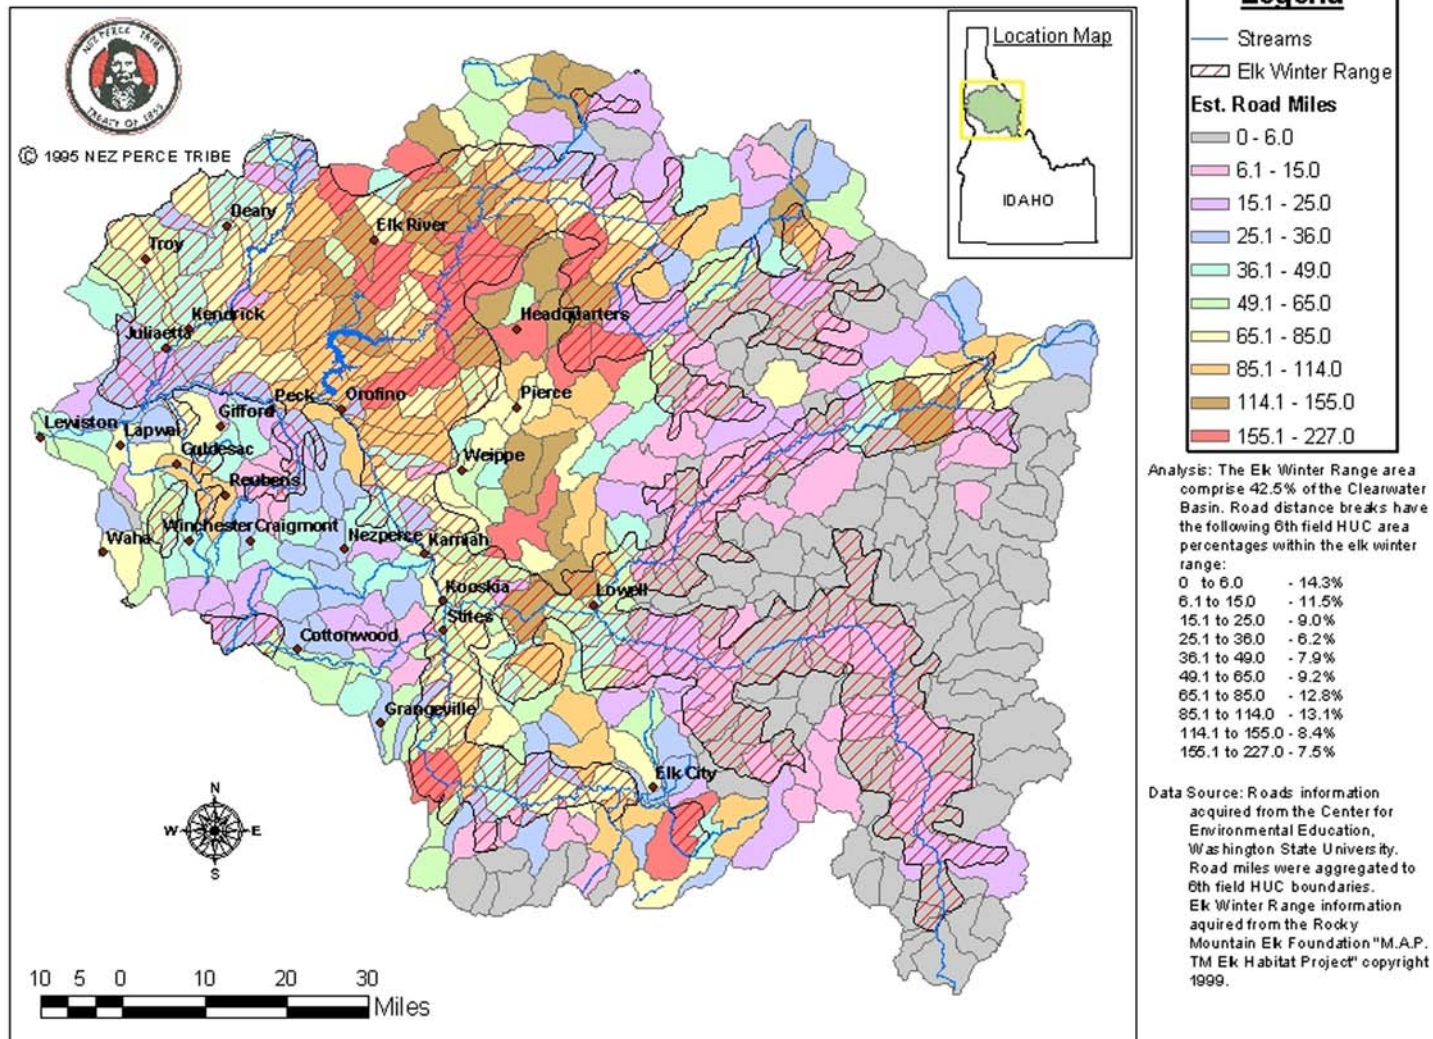 NEZ PERCE TRIBE
TREATY OF 1855
© 1995 NEZ PERCE TRIBE
Location Map
IDAHO
Legend
Streams
Elk Winter Range
Est. Road Miles
0 - 6.0
6.1 - 15.0
15.1 - 25.0
25.1 - 36.0
36.1 - 49.0
49.1 - 65.0
65.1 - 85.0
85.1 - 114.0
114.1 - 155.0
155.1 - 227.0
Deary
Elk River
Troy
Kendrick
Headquarters
Juliaetta
Peck
Orofino
Pierce
Gifford
Lewiston
Lapwai
Culdesac
Weippe
Reubens
Winchester
Craigmont
Waha
Nezperce
Kamiah
Kooskia
Lowell
Stites
Cottonwood
Grangeville
Elk City
N
W
E
S
10 5 0 10 20 30
Miles
Analysis: The Elk Winter Range area
comprise 42.5% of the Clearwater
Basin. Road distance breaks have
the following 6th field HUC area
percentages within the elk winter
range:
0 to 6.0 - 14.3%
6.1 to 15.0 - 11.5%
15.1 to 25.0 - 9.0%
25.1 to 36.0 - 6.2%
36.1 to 49.0 - 7.9%
49.1 to 65.0 - 9.2%
65.1 to 85.0 - 12.8%
85.1 to 114.0 - 13.1%
114.1 to 155.0 - 8.4%
155.1 to 227.0 - 7.5%
Data Source: Roads information
acquired from the Center for
Environmental Education,
Washington State University.
Road miles were aggregated to
6th field HUC boundaries.
Elk Winter Range information
aquired from the Rocky
Mountain Elk Foundation "M.A.P.
TM Elk Habitat Project" copyright
1999.